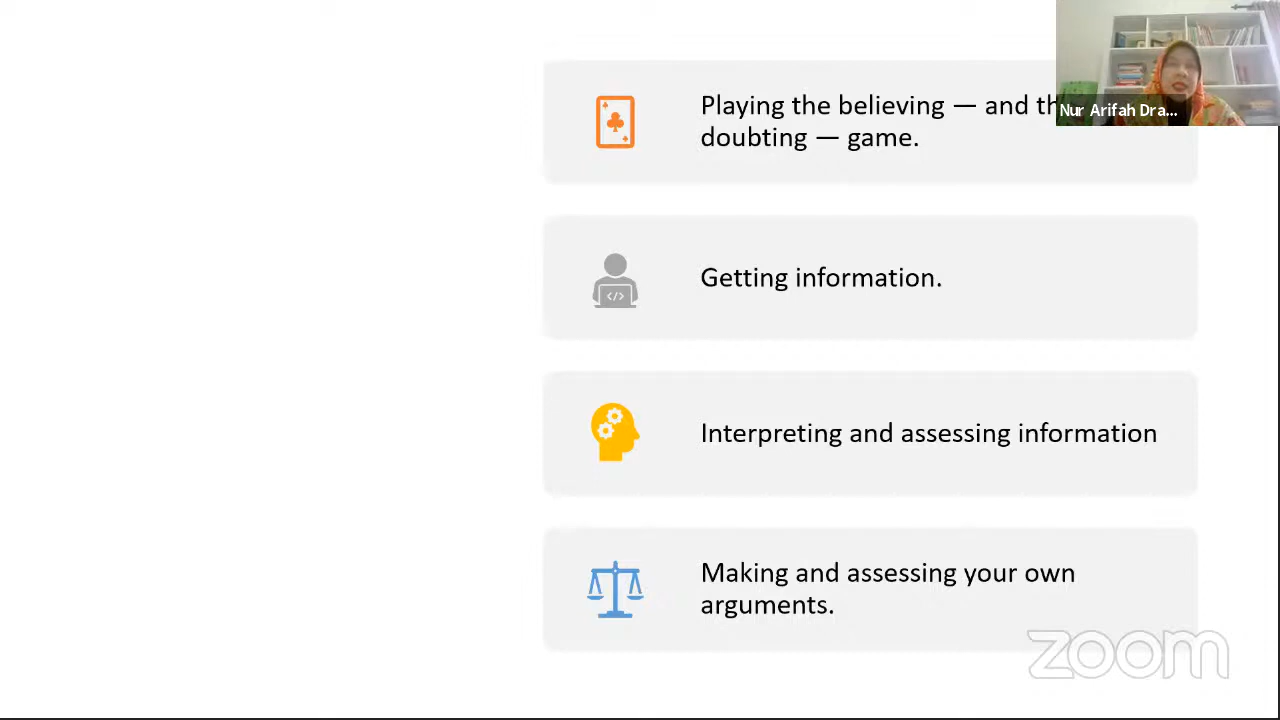 Playing the believing — and th
doubting — game.
Nur Arifah Dra...
Getting information.
</>
Interpreting and assessing information
Making and assessing your own
arguments.
zoom